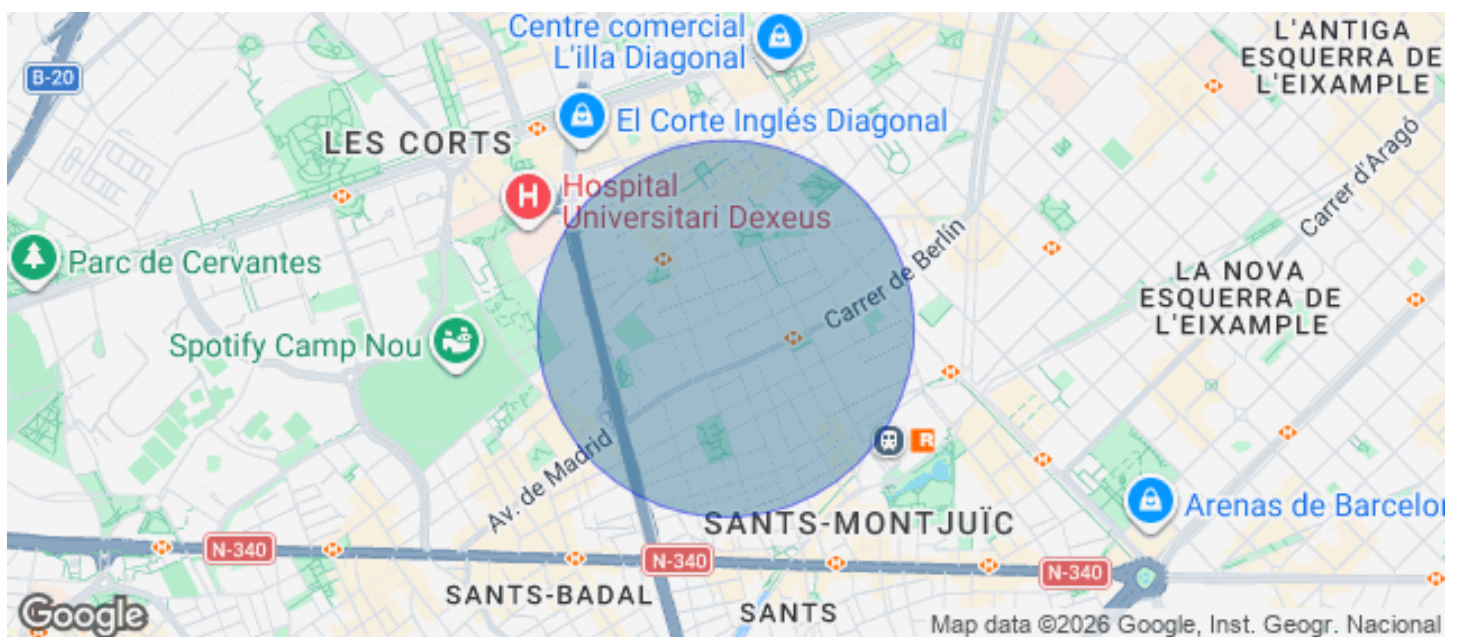 Centre comercial
L'illa Diagonal
L'ANTIGA
ESQUERRA DE
L'EIXAMPLE
B-20
El Corte Inglés Diagonal
LES CORTS
H
Hospital
Universitari Dexeus
Carrer d'Aragó
Parc de Cervantes
Carrer de Berlín
LA NOVA
ESQUERRA DE
L'EIXAMPLE
Spotify Camp Nou
Av. de Madrid
R
Arenas de Barcelon
SANTS-MONTJUÏC
N-340
N-340
N-340
SANTS-BADAL
SANTS
Google
Map data ©2026 Google, Inst. Geogr. Nacional